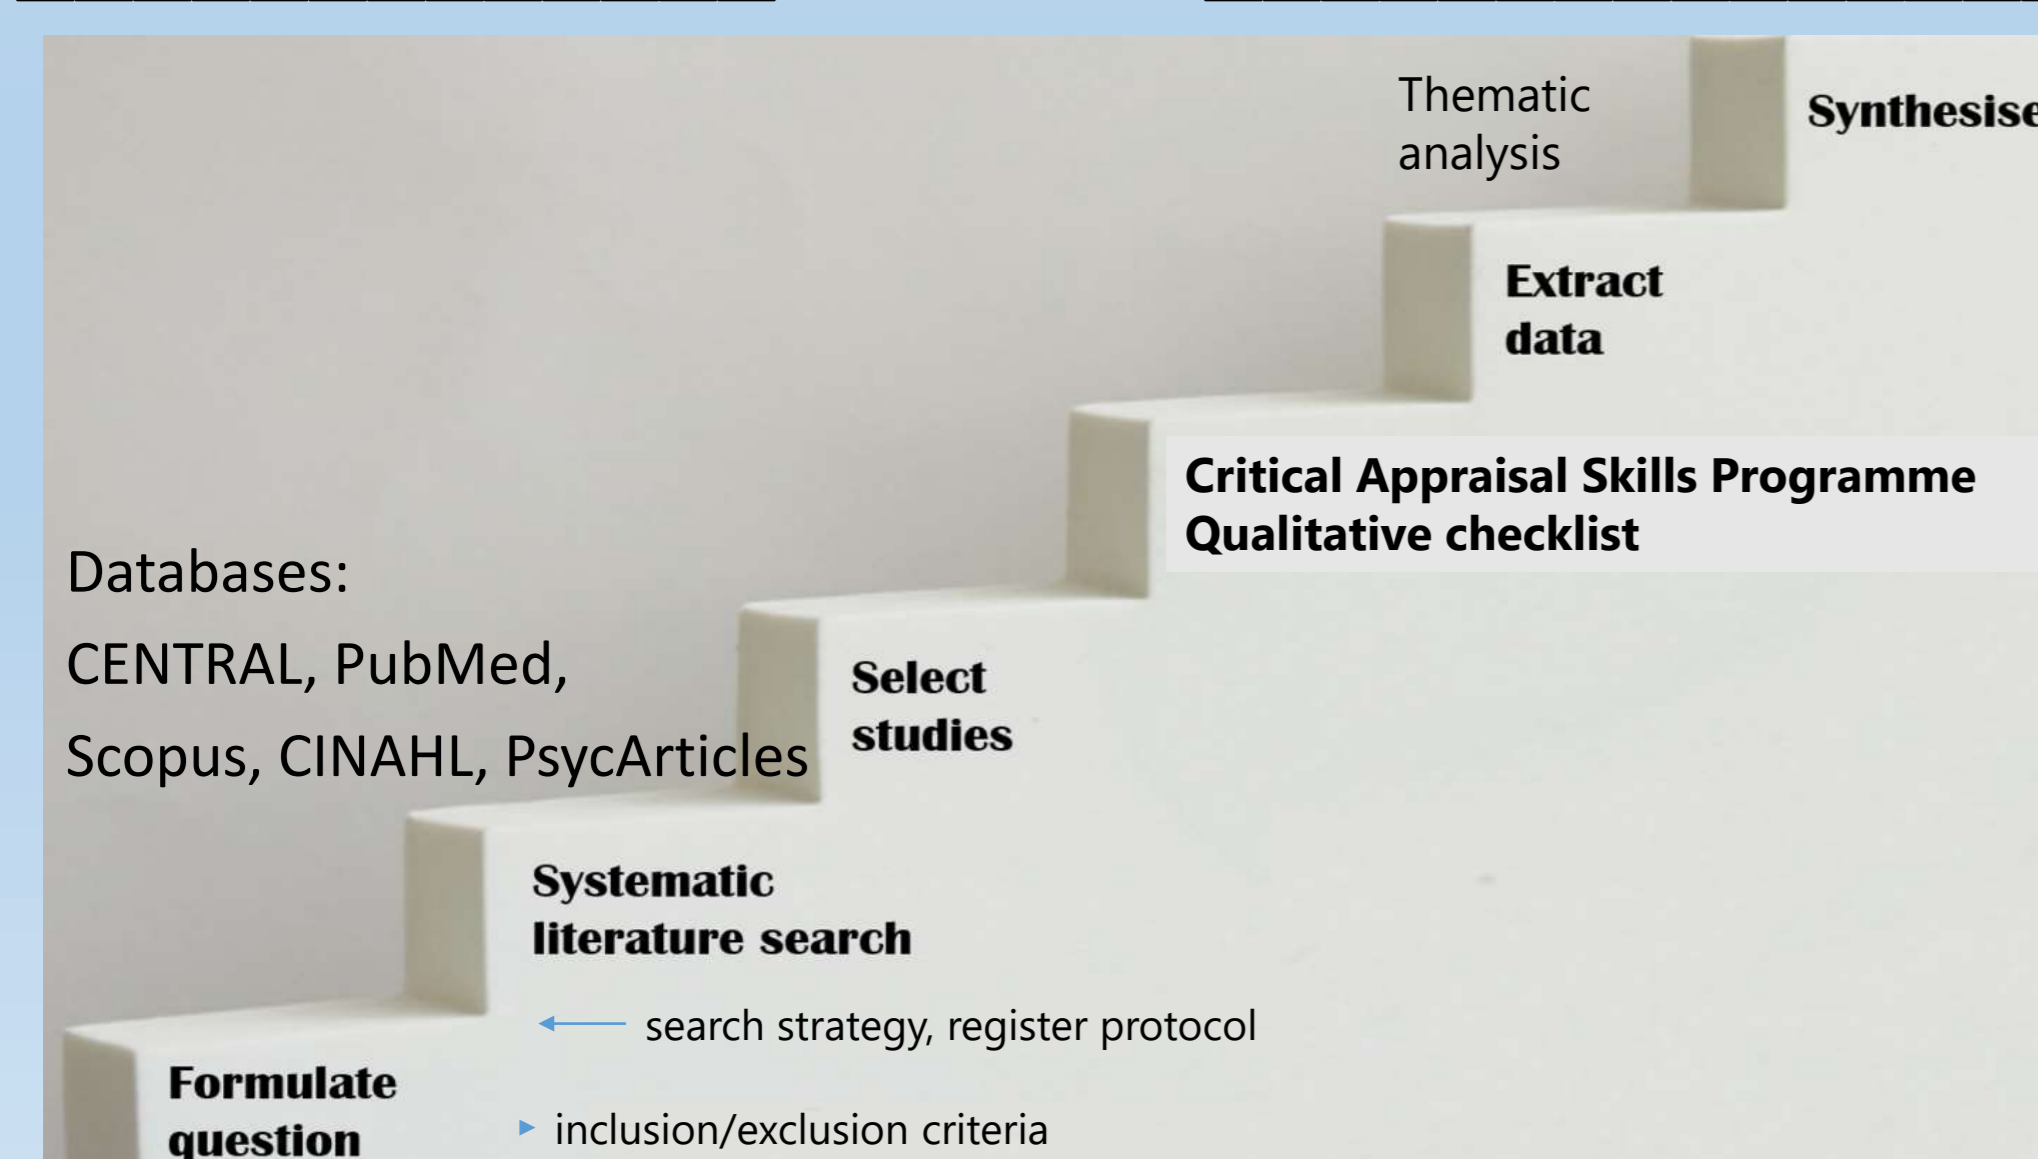 Thematic
analysis
Synthesise
Extract
data
Critical Appraisal Skills Programme
Qualitative checklist
Databases:
CENTRAL, PubMed,
Scopus, CINAHL, PsycArticles
Select
studies
Systematic
literature search
search strategy, register protocol
Formulate
question
inclusion/exclusion criteria